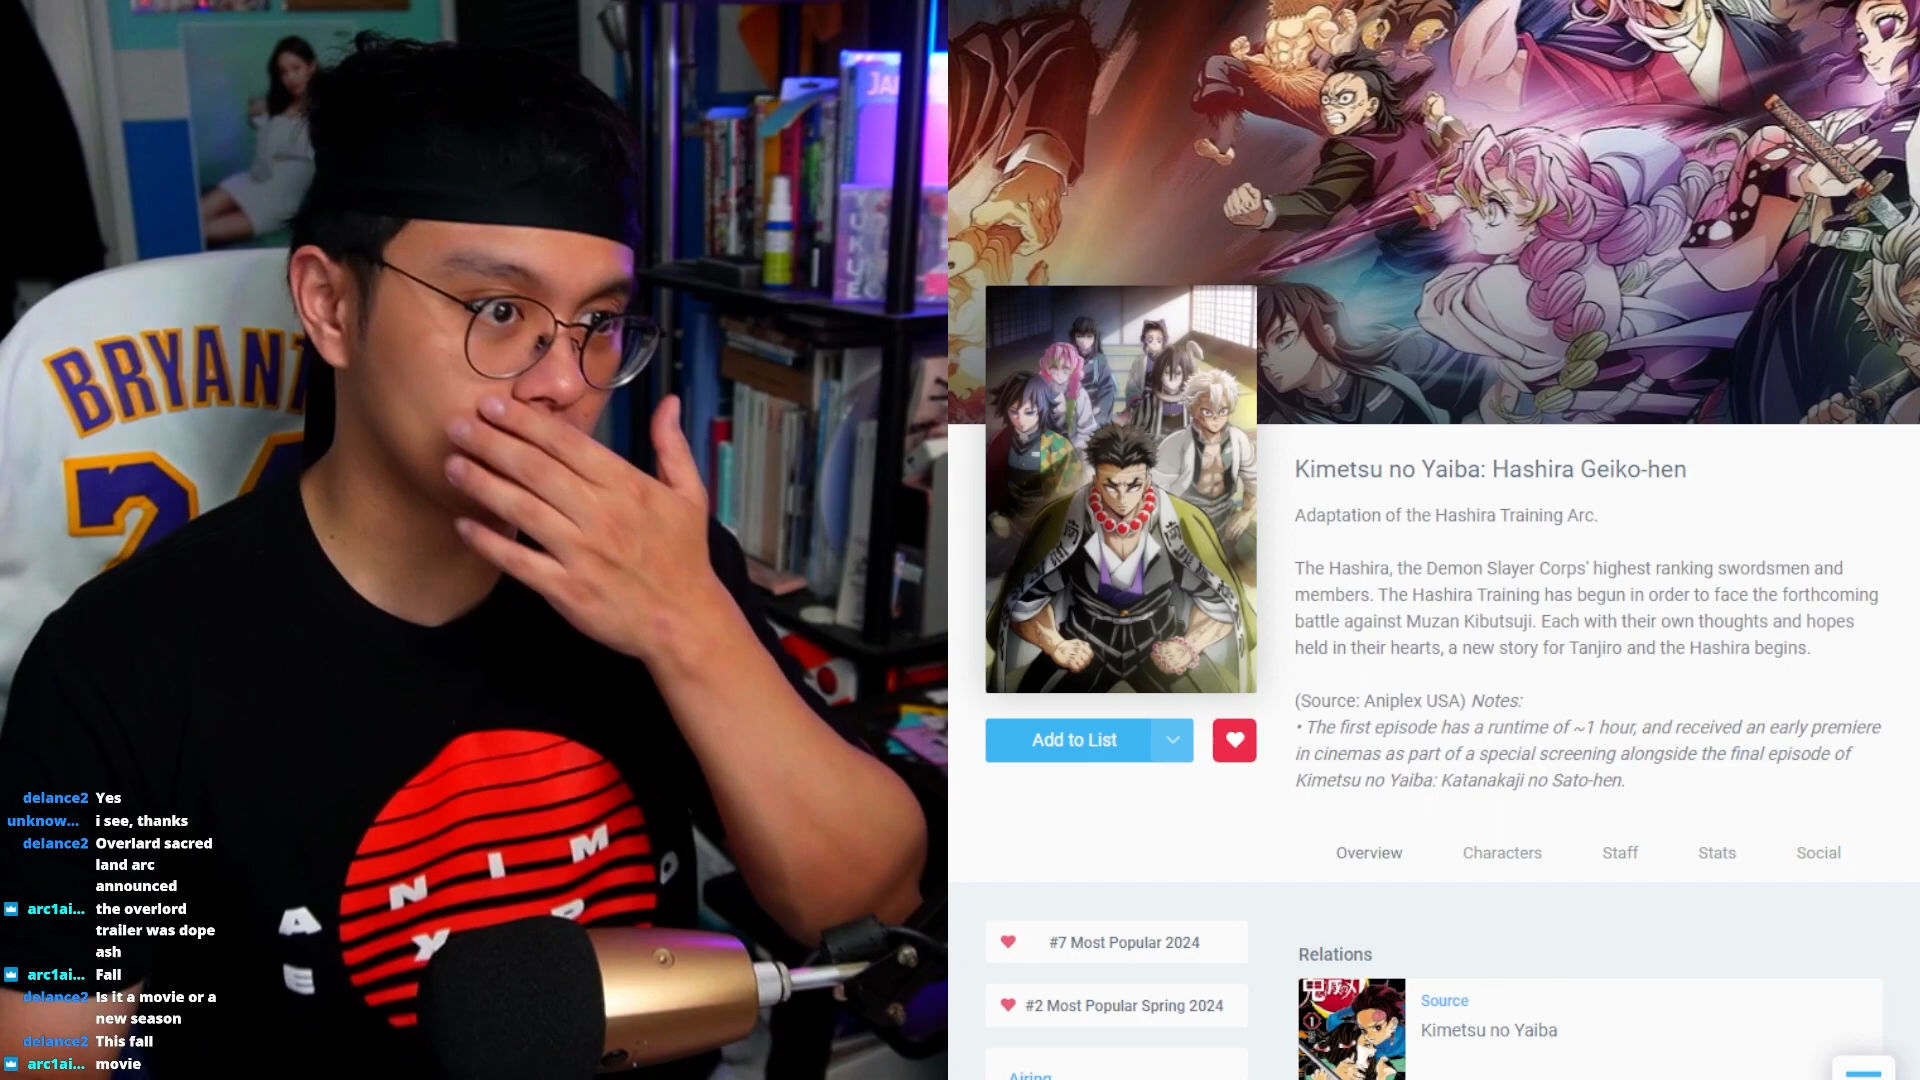 BRYANT
delance2 Yes
unknow... i see, thanks
delance2 Overlard sacred
land arc
announced
arc1ai... the overlord
trailer was dope
ash
arc1ai... Fall
delance2 Is it a movie or a
new season
delance2 This fall
arc1ai... movie
Kimetsu no Yaiba: Hashira Geiko-hen
Adaptation of the Hashira Training Arc.
The Hashira, the Demon Slayer Corps' highest ranking swordsmen and
members. The Hashira Training has begun in order to face the forthcoming
battle against Muzan Kibutsuji. Each with their own thoughts and hopes
held in their hearts, a new story for Tanjiro and the Hashira begins.
(Source: Aniplex USA) Notes:
• The first episode has a runtime of ~1 hour, and received an early premiere
in cinemas as part of a special screening alongside the final episode of
Kimetsu no Yaiba: Katanakaji no Sato-hen.
Add to List
Overview Characters Staff Stats Social
#7 Most Popular 2024
#2 Most Popular Spring 2024
Airing
Relations
Source
Kimetsu no Yaiba